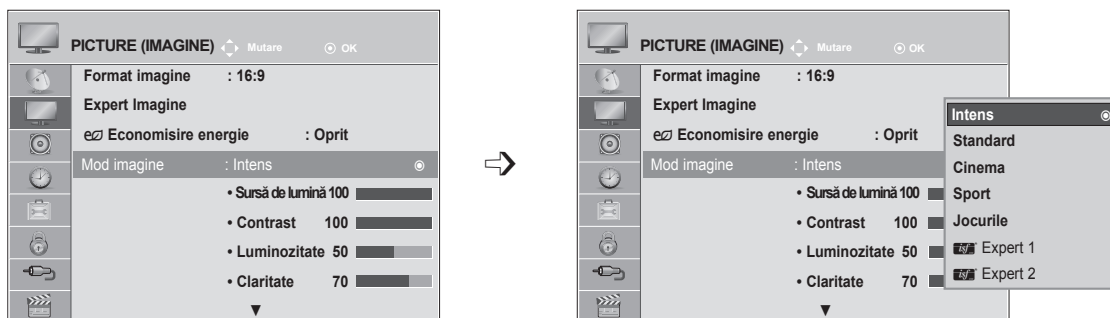 PICTURE (IMAGINE) Mutare OK
Format imagine : 16:9
Expert Imagine
Economisire energie : Oprit
Mod imagine : Intens
• Sursă de lumină 100
• Contrast 100
• Luminozitate 50
• Claritate 70
PICTURE (IMAGINE) Mutare OK
Format imagine : 16:9
Expert Imagine
Economisire energie : Oprit
Mod imagine : Intens
• Sursă de lumină 100
• Contrast 100
• Luminozitate 50
• Claritate 70
Intens
Standard
Cinema
Sport
Jocurile
isf Expert 1
isf Expert 2